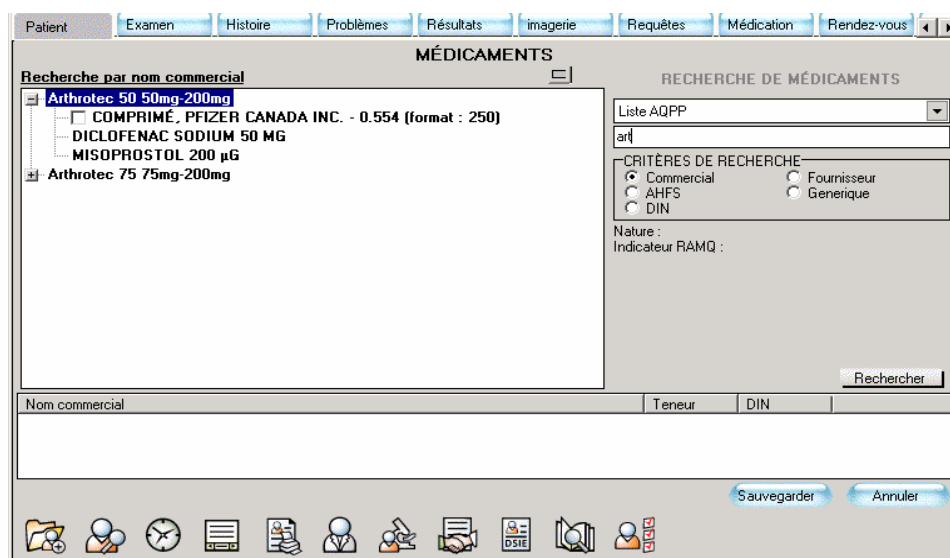 Patient Examen Histoire Problèmes Résultats imagerie Requêtes Médication Rendez-vous
MÉDICAMENTS
Recherche par nom commercial
RECHERCHE DE MÉDICAMENTS
Arthrotec 50 50mg-200mg
COMPRIMÉ, PFIZER CANADA INC. - 0.554 (format : 250)
DICLOFENAC SODIUM 50 MG
MISOPROSTOL 200 µG
Arthrotec 75 75mg-200mg
Liste AQPP
art
CRITÈRES DE RECHERCHE
Commercial Fournisseur
AHFS Generique
DIN
Nature :
Indicateur RAMQ :
Rechercher
Nom commercial Teneur DIN
Sauvegarder Annuler
DSIE